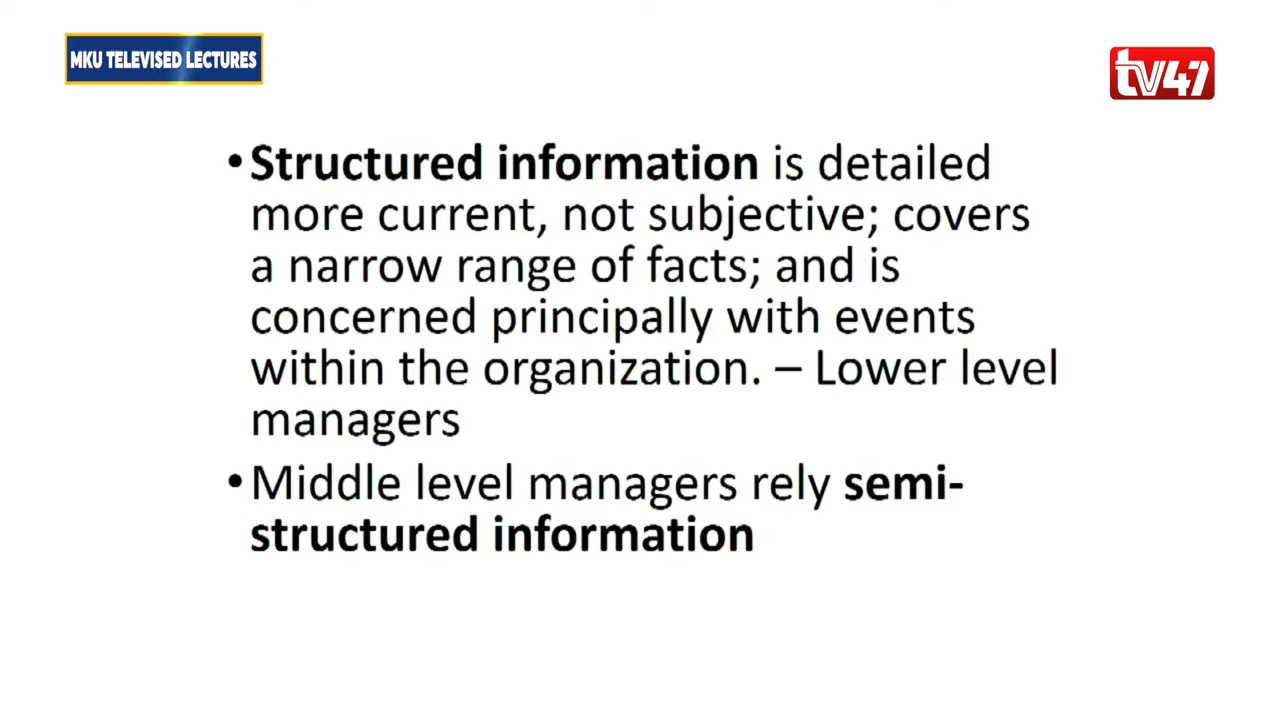 MKU TELEVISED LECTURES
tv47
•Structured information is detailed
more current, not subjective; covers
a narrow range of facts; and is
concerned principally with events
within the organization. – Lower level
managers
•Middle level managers rely semi-
structured information